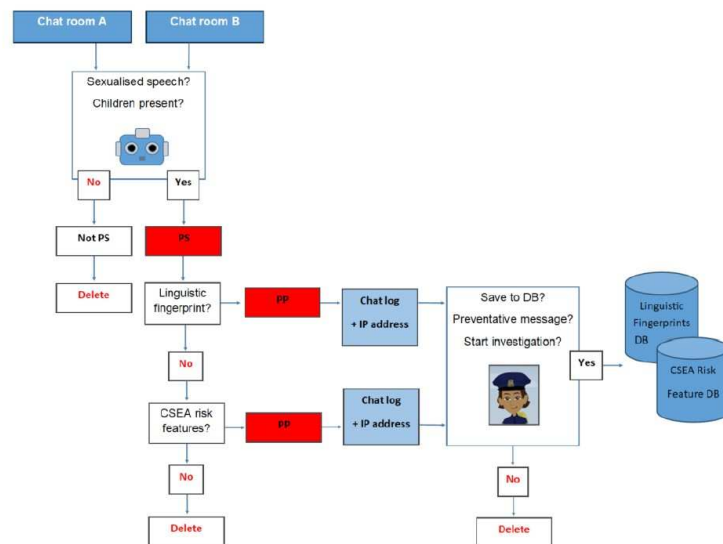 Chat room A
Chat room B
Sexualised speech?
Children present?
No
Yes
Not PS
PS
Delete
Linguistic
fingerprint?
PP
Chat log
+ IP address
Save to DB?
Preventative message?
Start investigation?
Yes
Linguistic
Fingerprints
DB
CSEA Risk
Feature DB
No
CSEA risk
features?
PP
Chat log
+ IP address
No
Delete
No
Delete